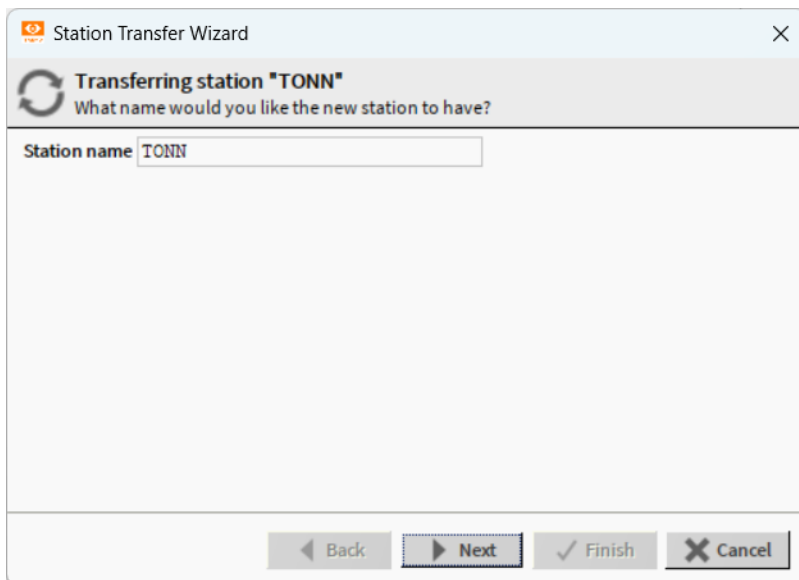 Station Transfer Wizard
Transferring station "TONN"
What name would you like the new station to have?
Station name TONN
Back Next Finish Cancel